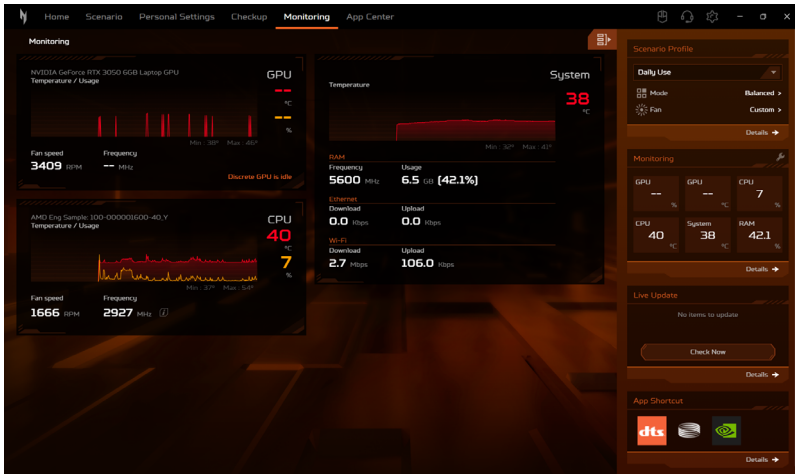 Home Scenario Personal Settings Checkup Monitoring App Center
Monitoring
NVIDIA GeForce RTX 3050 6GB Laptop GPU
Temperature / Usage
GPU
--
°C
--
%
Min : 39° Max : 46°
Fan speed Frequency
3409 RPM -- MHz
Discrete GPU is idle
AMD Eng Sample: 100-000001600-40_Y
Temperature / Usage
CPU
40
°C
7
%
Min : 37° Max : 54°
Fan speed Frequency
1666 RPM 2927 MHz i
System
Temperature
38
°C
Min : 32° Max : 41°
RAM
Frequency Usage
5600 MHz 6.5 GB (42.1%)
Ethernet
Download Upload
0.0 Kbps 0.0 Kbps
Wi-Fi
Download Upload
2.7 Mbps 106.0 Kbps
Scenario Profile
Daily Use
Mode Balanced >
Fan Custom >
Details →
Monitoring
GPU GPU CPU
-- -- 7
% °C %
CPU System RAM
40 38 42.1
°C °C %
Details →
Live Update
No items to update
Check Now
Details →
App Shortcut
dts
Details →